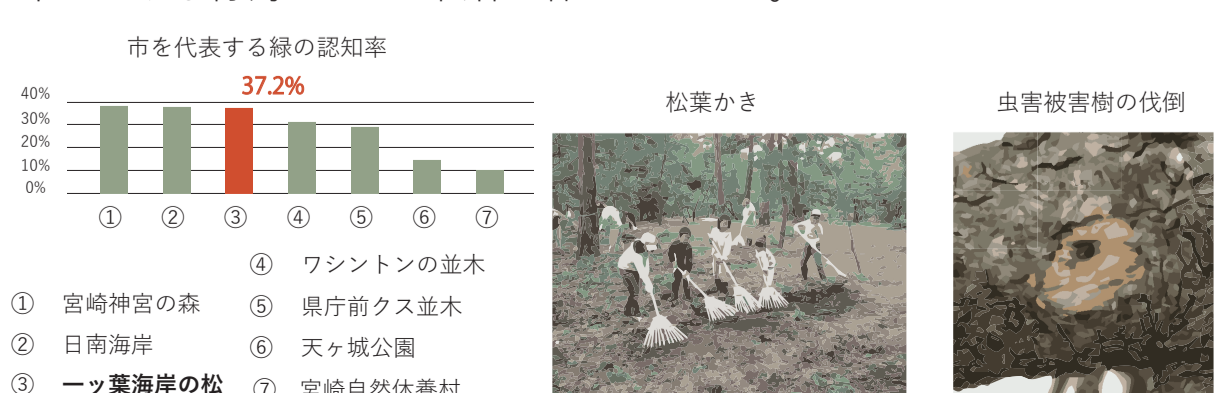 市を代表する緑の認知率
37.2%
40%
30%
20%
10%
0%
① ② ③ ④ ⑤ ⑥ ⑦
① 宮崎神宮の森
② 日南海岸
③ 一ッ葉海岸の松
④ ワシントンの並木
⑤ 県庁前クス並木
⑥ 天ヶ城公園
⑦ 宮崎自然休養村
松葉かき
虫害被害樹の伐倒